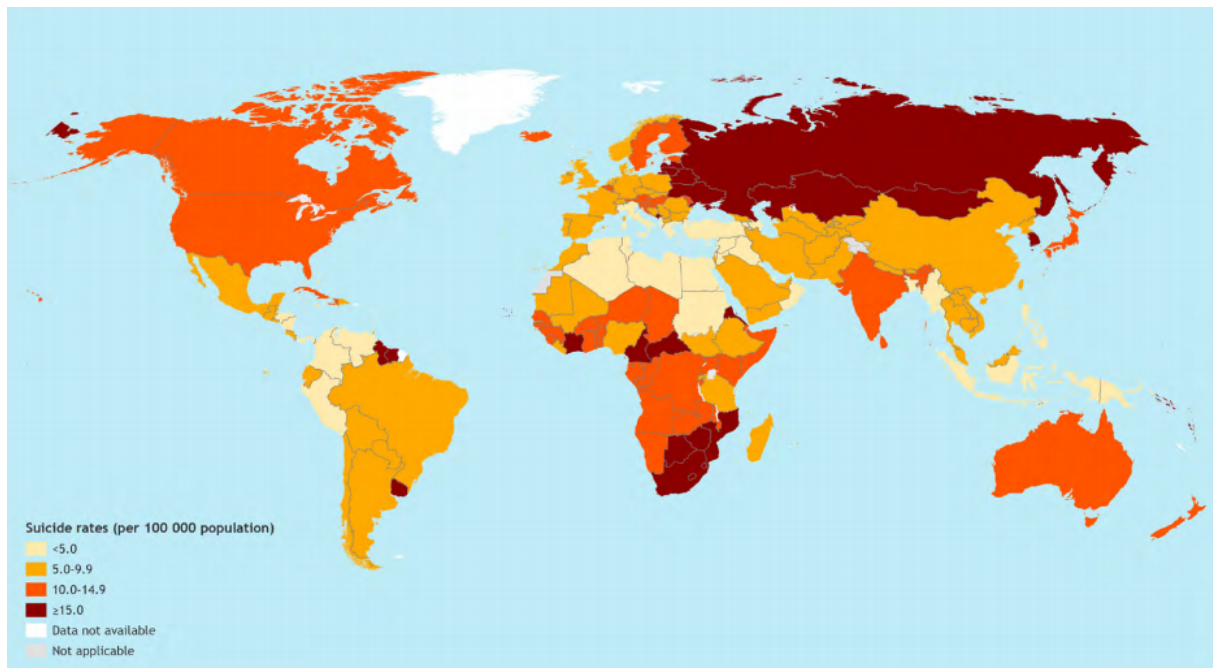 Suicide rates (per 100 000 population)
<5.0
5.0-9.9
10.0-14.9
≥15.0
Data not available
Not applicable